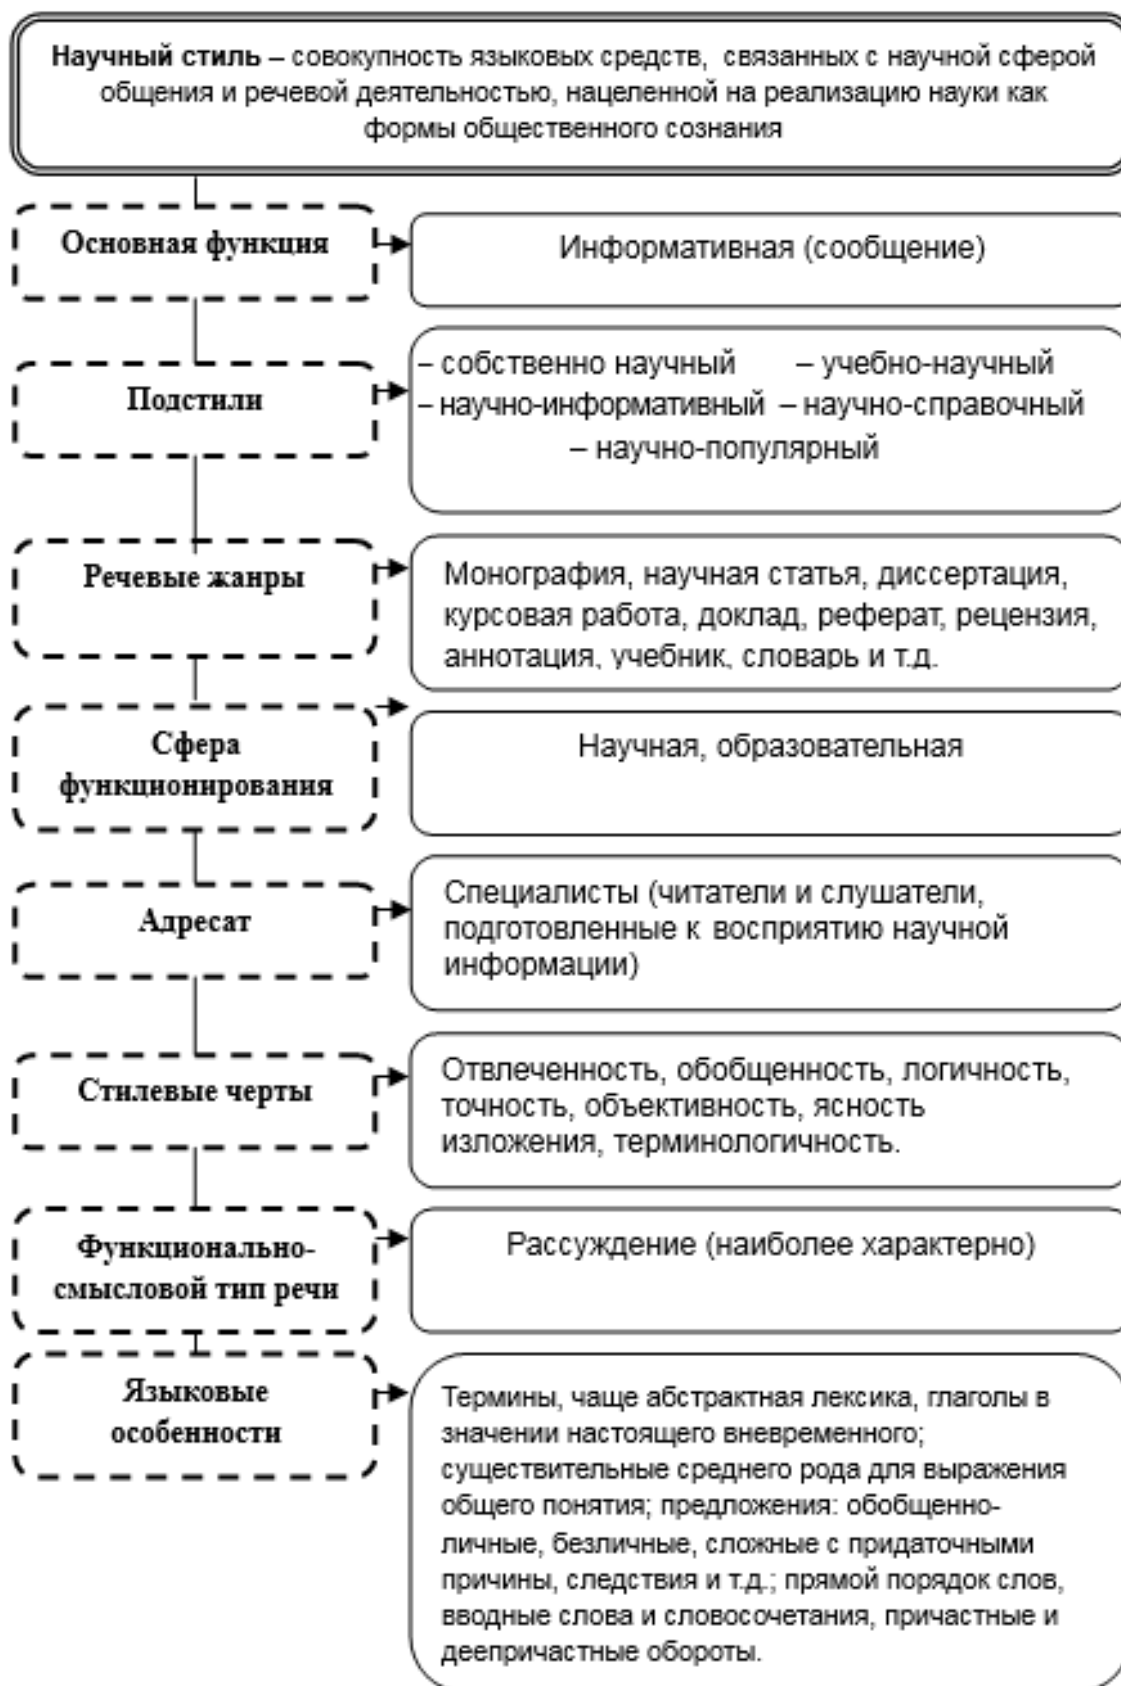 Научный стиль – совокупность языковых средств, связанных с научной сферой
общения и речевой деятельностью, нацеленной на реализацию науки как
формы общественного сознания
Основная функция
Информативная (сообщение)
Подстили
– собственно научный – учебно-научный
– научно-информативный – научно-справочный
– научно-популярный
Речевые жанры
Монография, научная статья, диссертация,
курсовая работа, доклад, реферат, рецензия,
аннотация, учебник, словарь и т.д.
Сфера
функционирования
Научная, образовательная
Адресат
Специалисты (читатели и слушатели,
подготовленные к восприятию научной
информации)
Стилевые черты
Отвлеченность, обобщенность, логичность,
точность, объективность, ясность
изложения, терминологичность.
Функционально-
смысловой тип речи
Рассуждение (наиболее характерно)
Языковые
особенности
Термины, чаще абстрактная лексика, глаголы в
значении настоящего вневременного;
существительные среднего рода для выражения
общего понятия; предложения: обобщенно-
личные, безличные, сложные с придаточными
причины, следствия и т.д.; прямой порядок слов,
вводные слова и словосочетания, причастные и
деепричастные обороты.